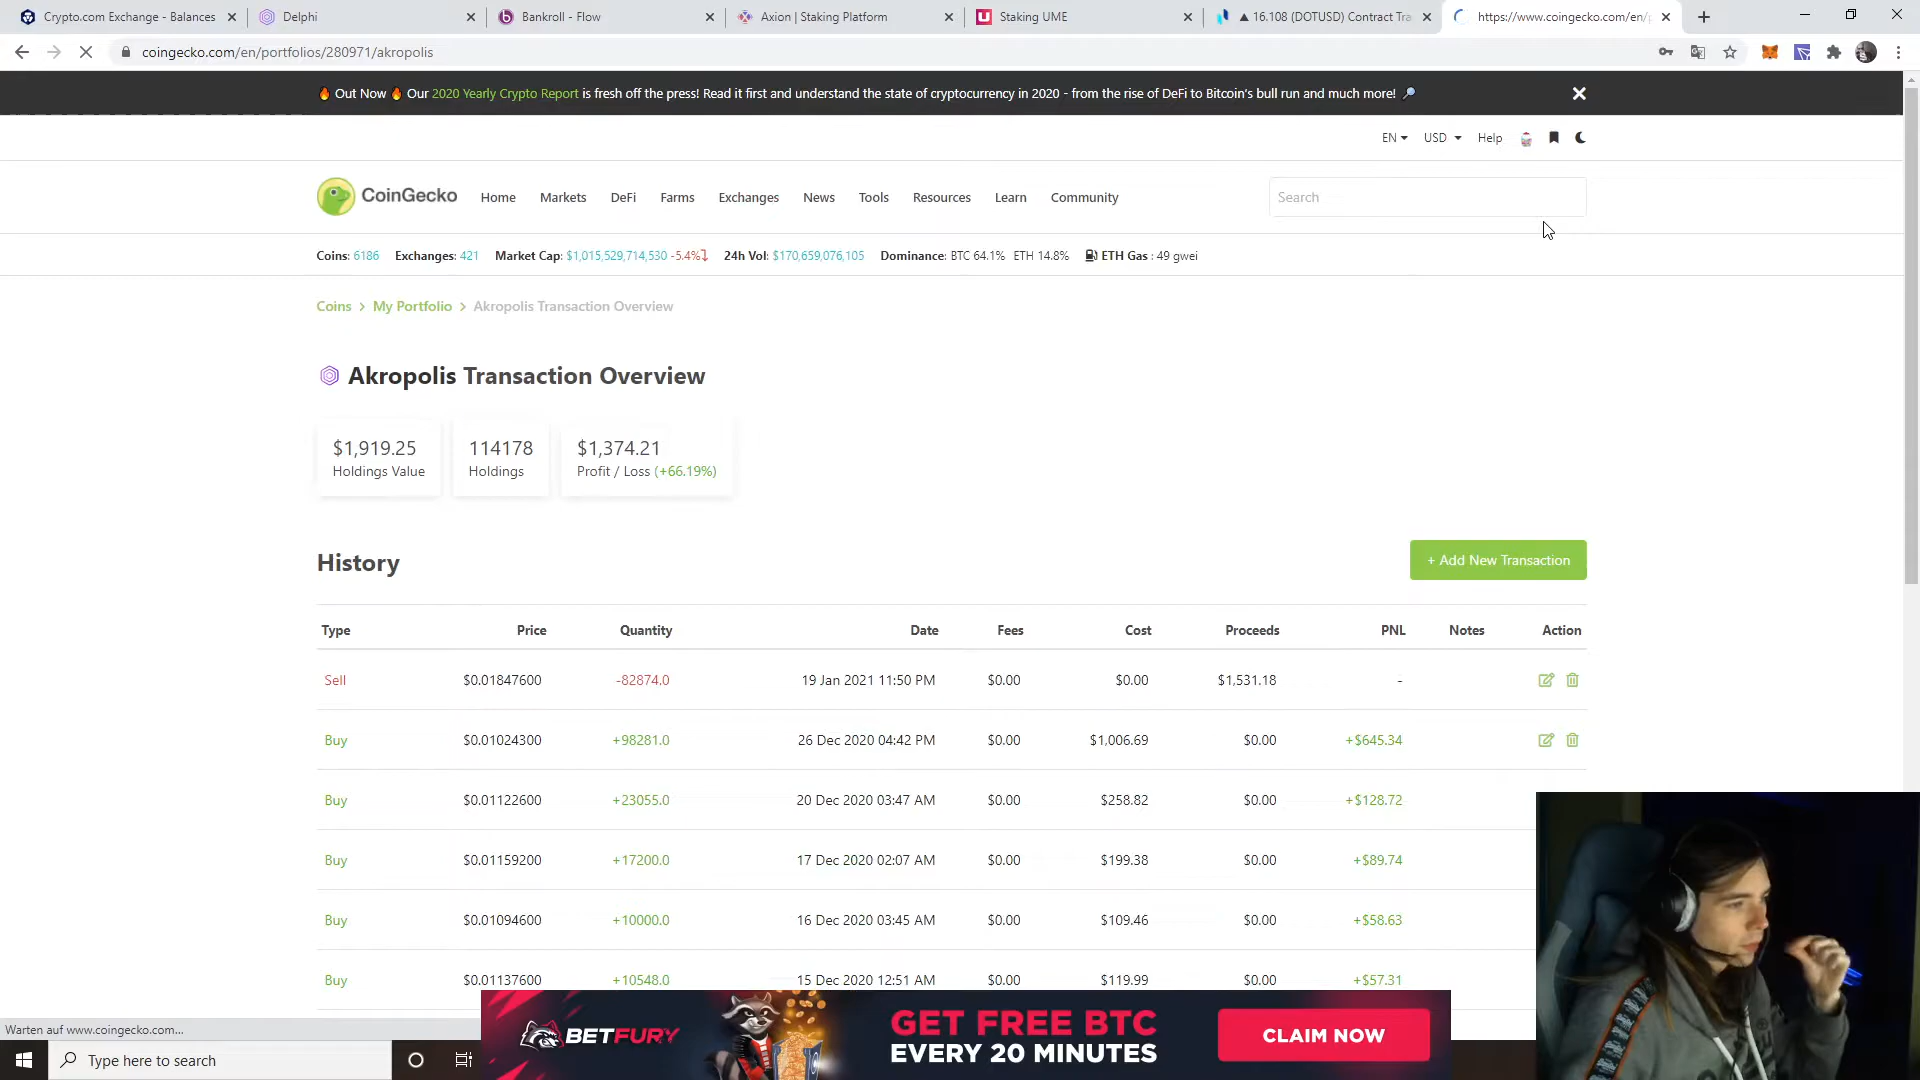 Crypto.com Exchange - Balances
Delphi
Bankroll - Flow
Axion | Staking Platform
Staking UME
▲ 16.108 (DOTUSD) Contract Tra
https://www.coingecko.com/en/p
coingecko.com/en/portfolios/280971/akropolis
🔥 Out Now 🔥 Our 2020 Yearly Crypto Report is fresh off the press! Read it first and understand the state of cryptocurrency in 2020 - from the rise of DeFi to Bitcoin's bull run and much more! 🔎
EN USD Help
CoinGecko Home Markets DeFi Farms Exchanges News Tools Resources Learn Community Search
Coins: 6186 Exchanges: 421 Market Cap: $1,015,529,714,530 -5.4% 24h Vol: $170,659,076,105 Dominance: BTC 64.1% ETH 14.8% ETH Gas : 49 gwei
Coins > My Portfolio > Akropolis Transaction Overview
Akropolis Transaction Overview
$1,919.25 114178 $1,374.21
Holdings Value Holdings Profit / Loss (+66.19%)
History + Add New Transaction
Type Price Quantity Date Fees Cost Proceeds PNL Notes Action
Sell $0.01847600 -82874.0 19 Jan 2021 11:50 PM $0.00 $0.00 $1,531.18 -
Buy $0.01024300 +98281.0 26 Dec 2020 04:42 PM $0.00 $1,006.69 $0.00 +$645.34
Buy $0.01122600 +23055.0 20 Dec 2020 03:47 AM $0.00 $258.82 $0.00 +$128.72
Buy $0.01159200 +17200.0 17 Dec 2020 02:07 AM $0.00 $199.38 $0.00 +$89.74
Buy $0.01094600 +10000.0 16 Dec 2020 03:45 AM $0.00 $109.46 $0.00 +$58.63
Buy $0.01137600 +10548.0 15 Dec 2020 12:51 AM $0.00 $119.99 $0.00 +$57.31
Warten auf www.coingecko.com...
BETFURY
GET FREE BTC
EVERY 20 MINUTES
CLAIM NOW
Type here to search